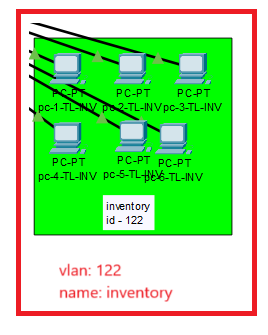 PC-PT PC-PT PC-PT
pc-1-TL-INV pc-2-TL-INV pc-3-TL-INV
PC-PT PC-PT PC-PT
pc-4-TL-INV pc-5-TL-INV pc-6-TL-INV
inventory
id - 122
vlan: 122
name: inventory